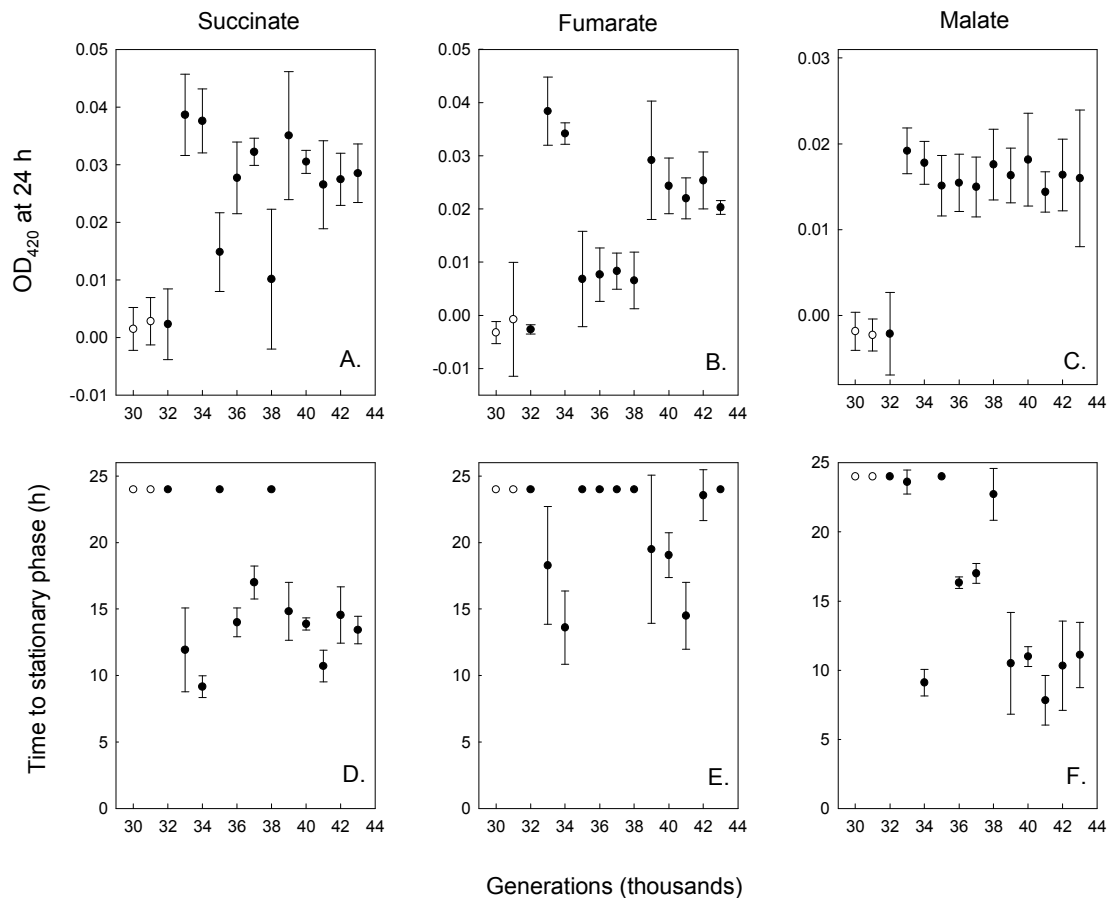 Succinate
Fumarate
Malate
OD420 at 24 h
0.05
0.04
0.03
0.02
0.01
0.00
-0.01
A.
30 32 34 36 38 40 42 44
0.05
0.04
0.03
0.02
0.01
0.00
-0.01
B.
30 32 34 36 38 40 42 44
0.03
0.02
0.01
0.00
C.
30 32 34 36 38 40 42 44
Time to stationary phase (h)
25
20
15
10
5
0
D.
30 32 34 36 38 40 42 44
25
20
15
10
5
0
E.
30 32 34 36 38 40 42 44
25
20
15
10
5
0
F.
30 32 34 36 38 40 42 44
Generations (thousands)